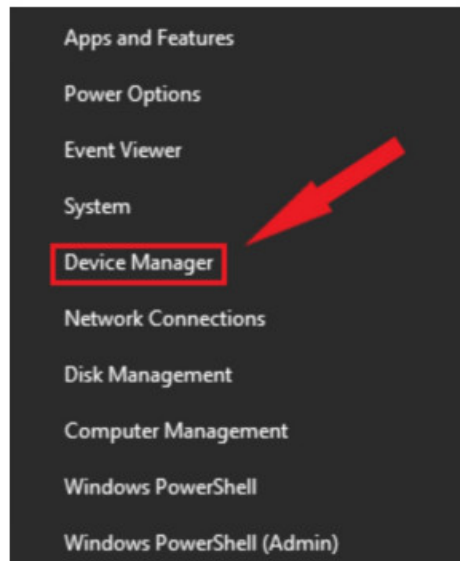 Apps and Features
Power Options
Event Viewer
System
Device Manager
Network Connections
Disk Management
Computer Management
Windows PowerShell
Windows PowerShell (Admin)